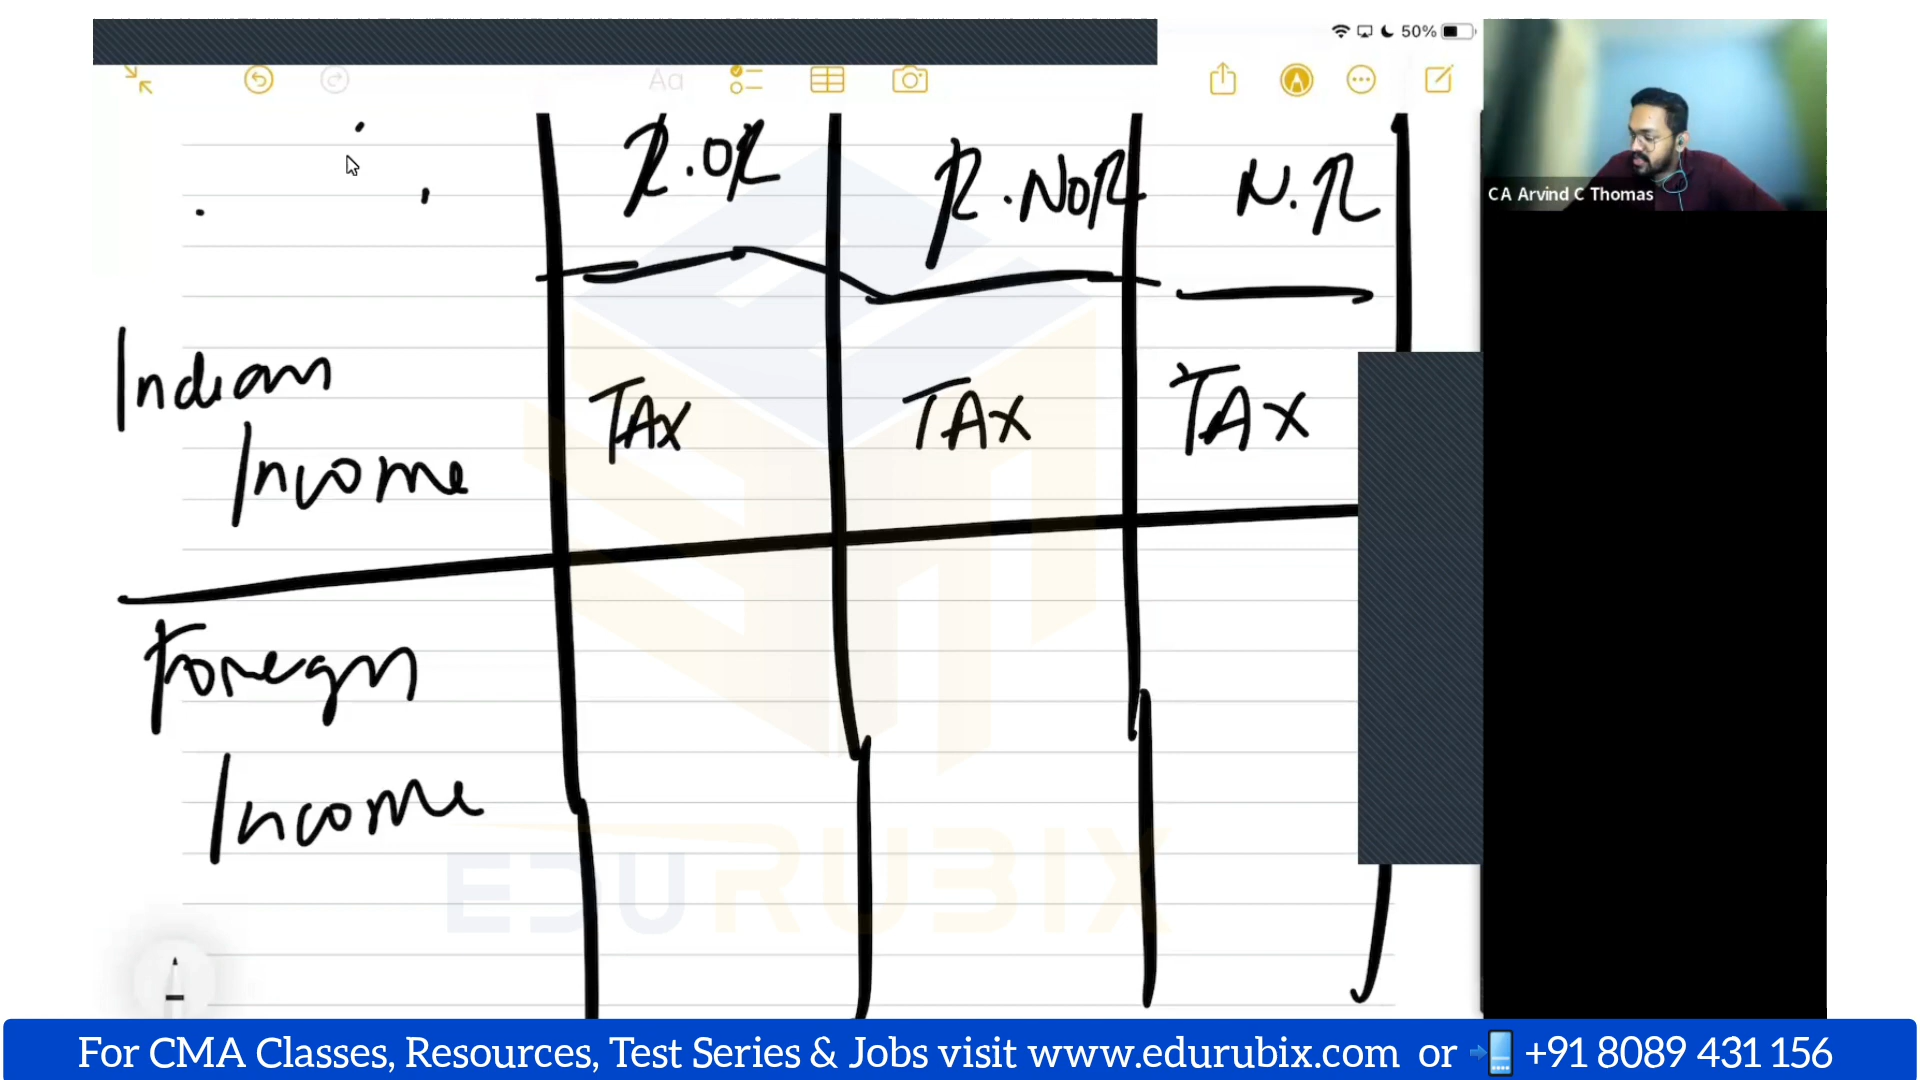 50%
Aa
CA Arvind C Thomas
R.OR
R.NOR
N.R
Indian
Income
TAX
TAX
TAX
Foreign
Income
EDURUBIX
For CMA Classes, Resources, Test Series & Jobs visit www.edurubix.com or +91 8089 431 156